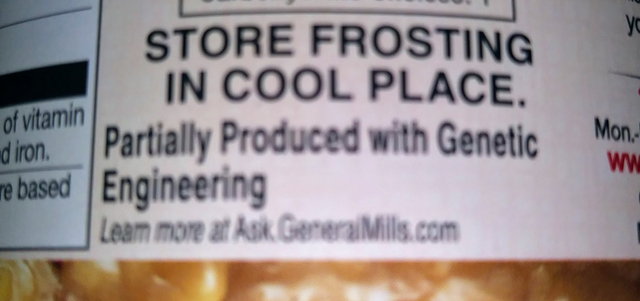 STORE FROSTING
IN COOL PLACE.
Partially Produced with Genetic
Engineering
Learn more at Ask.GeneralMills.com
of vitamin
d iron.
re based
Mon.-
ww